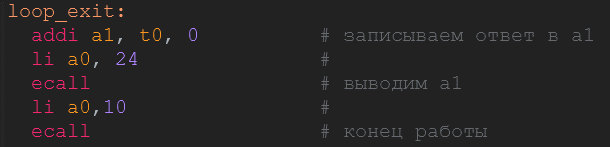 loop_exit:
addi a1, t0, 0 # записываем ответ в a1
li a0, 24 #
ecall # выводим a1
li a0,10 #
ecall # конец работы